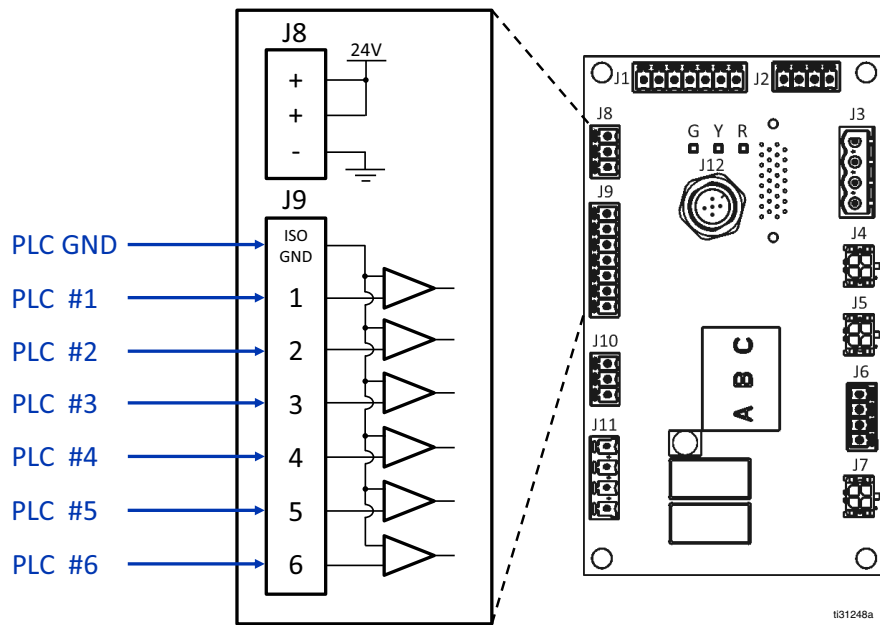 J8
24V
+
+
-
J9
ISO
GND
1
2
3
4
5
6
PLC GND
PLC #1
PLC #2
PLC #3
PLC #4
PLC #5
PLC #6
J1
J2
J3
J8
G Y R
J12
J9
J4
J5
J10
A B C
J6
J11
J7
ti31248a